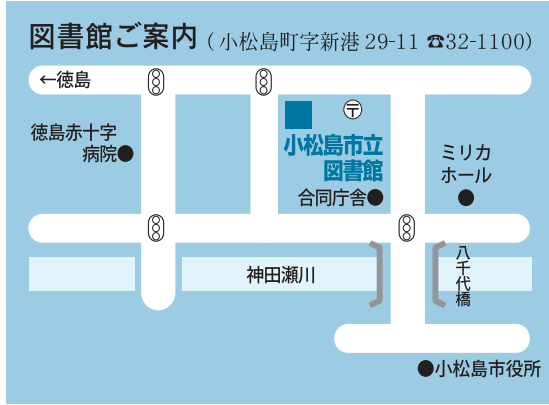 図書館ご案内 (小松島町字新港29-11 ☎32-1100)
←徳島
徳島赤十字
病院●
〒
小松島市立
図書館
合同庁舎●
ミリカ
ホール
神田瀬川
八千代橋
●小松島市役所